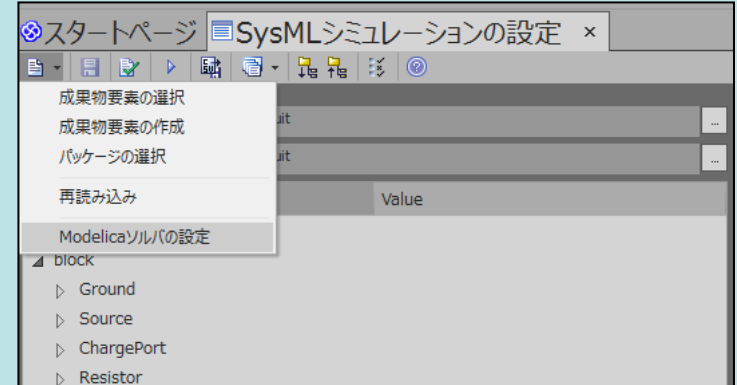 スタートページ SysMLシミュレーションの設定 ×
成果物要素の選択
成果物要素の作成
パッケージの選択
再読み込み
Modelicaソルバの設定
uit
...
uit
...
Value
block
Ground
Source
ChargePort
Resistor